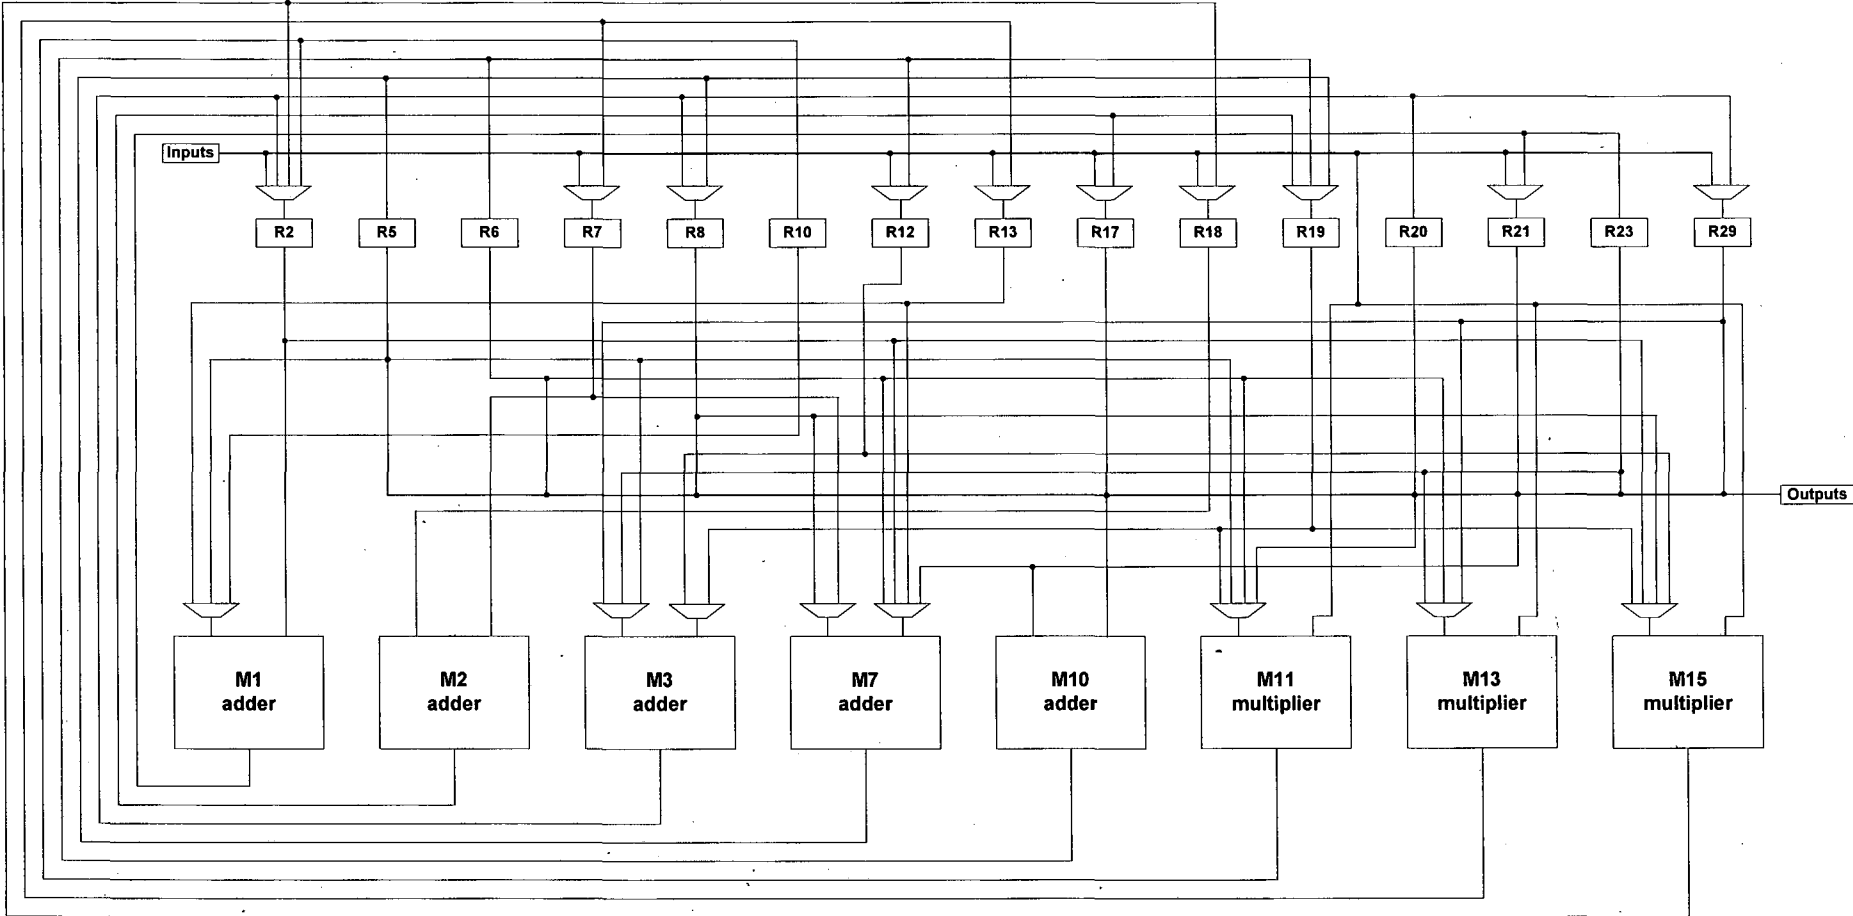 Inputs
R2 R5 R6 R7 R8 R10 R12 R13 R17 R18 R19 R20 R21 R23 R29
Outputs
M1 M2 M3 M7 M10 M11 M13 M15
adder adder adder adder adder multiplier multiplier multiplier